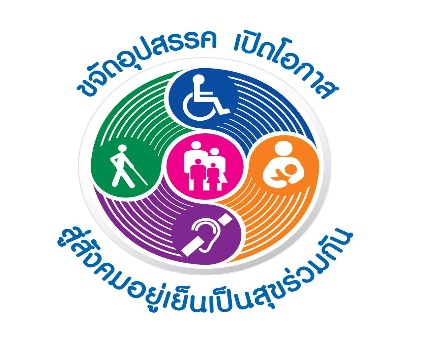 ขจัดอุปสรรค เปิดโอกาส
สู่สังคมอยู่เย็นเป็นสุขร่วมกัน